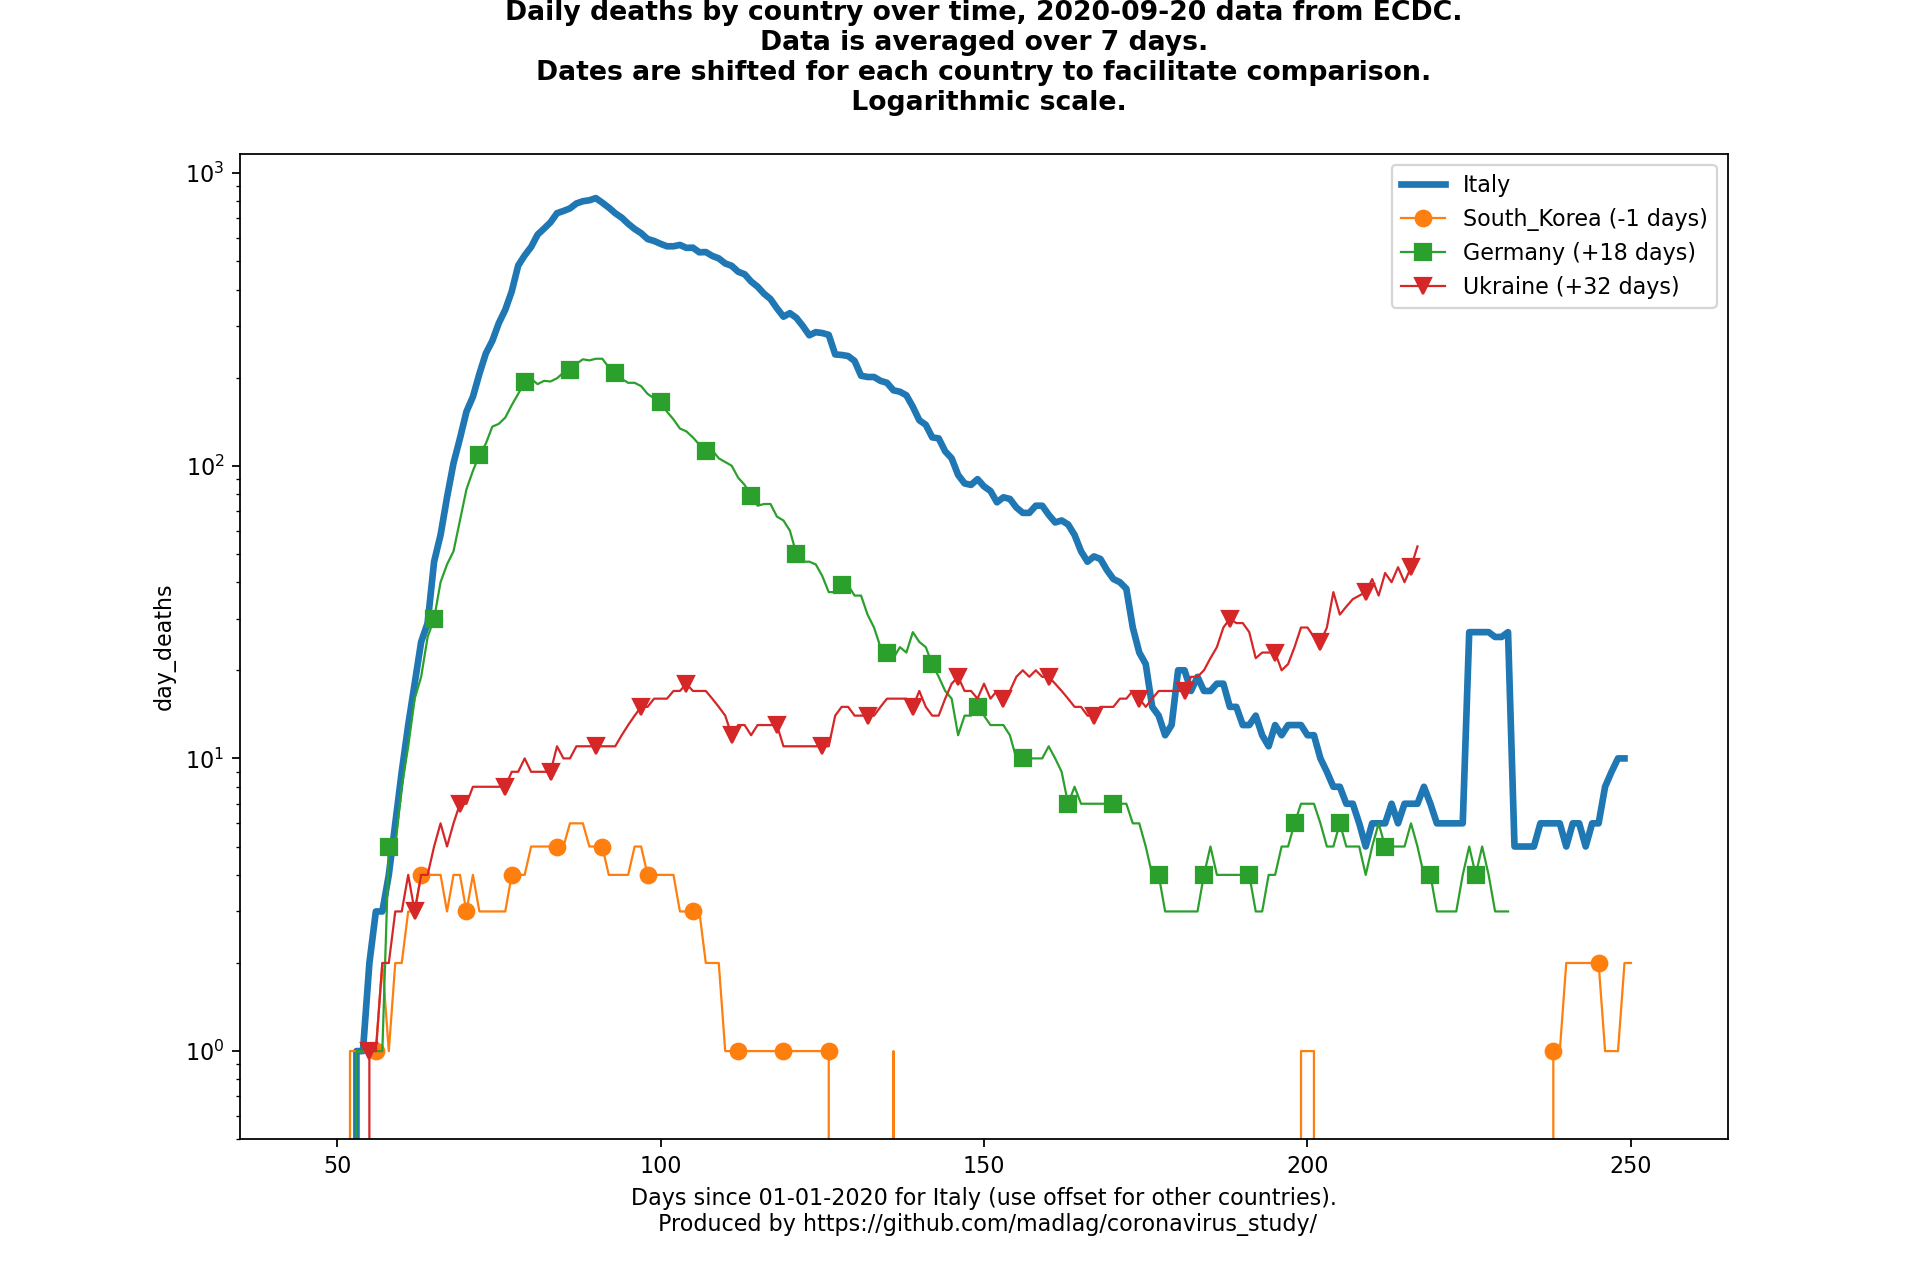 Daily deaths by country over time, 2020-09-20 data from ECDC.
Data is averaged over 7 days.
Dates are shifted for each country to facilitate comparison.
Logarithmic scale.
10³
10²
10¹
10⁰
day_deaths
Italy
South_Korea (-1 days)
Germany (+18 days)
Ukraine (+32 days)
50 100 150 200 250
Days since 01-01-2020 for Italy (use offset for other countries).
Produced by https://github.com/madlag/coronavirus_study/